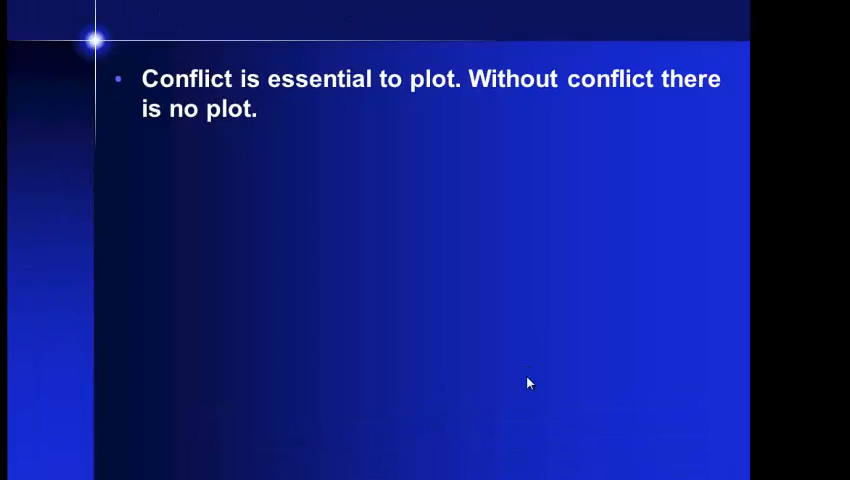 • Conflict is essential to plot. Without conflict there
is no plot.